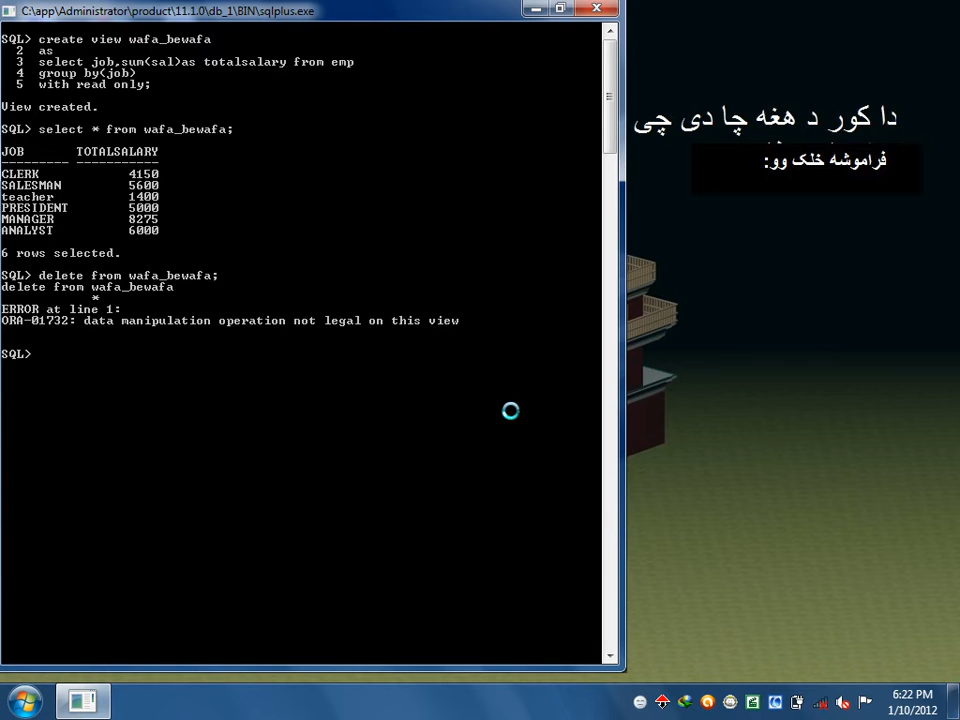 C:\app\Administrator\product\11.1.0\db_1\BIN\sqlplus.exe
SQL> create view wafa_bewafa
2 as
3 select job,sum(sal)as totalsalary from emp
4 group by(job)
5 with read only;
View created.
SQL> select * from wafa_bewafa;
JOB TOTALSALARY
--------- -----------
CLERK 4150
SALESMAN 5600
teacher 1400
PRESIDENT 5000
MANAGER 8275
ANALYST 6000
6 rows selected.
SQL> delete from wafa_bewafa;
delete from wafa_bewafa
*
ERROR at line 1:
ORA-01732: data manipulation operation not legal on this view
SQL>
دا کور د هغه چا دی چی
فراموشه خلک وو:
6:22 PM
1/10/2012